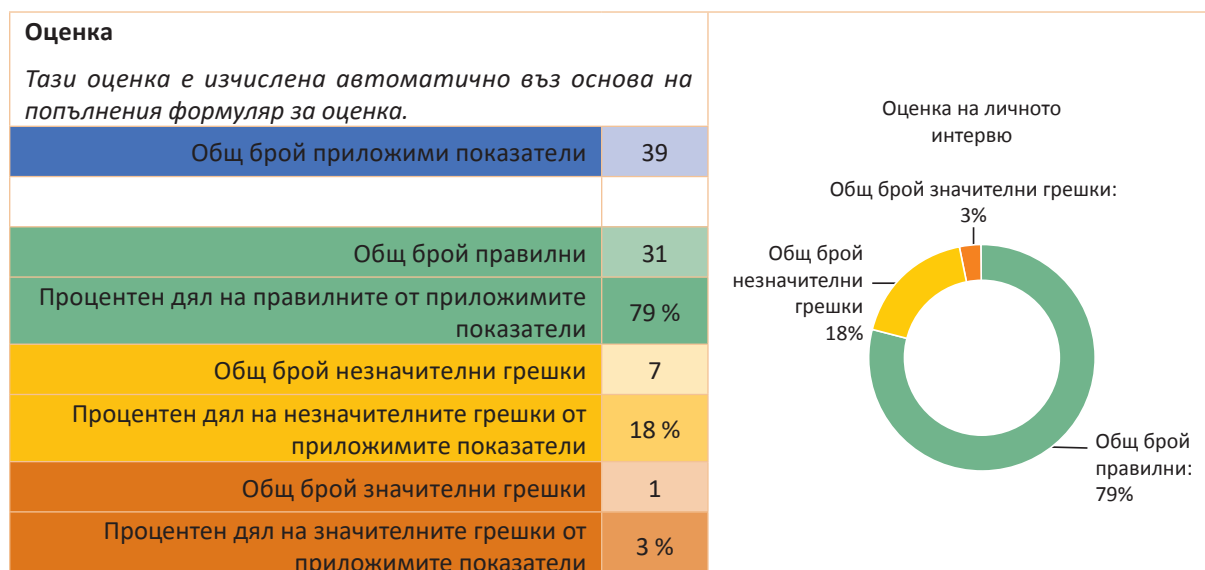 Оценка
Тази оценка е изчислена автоматично въз основа на
попълнения формуляр за оценка.
Общ брой приложими показатели 39
Общ брой правилни 31
Процентен дял на правилните от приложимите
показатели 79 %
Общ брой незначителни грешки 7
Процентен дял на незначителните грешки от
приложимите показатели 18 %
Общ брой значителни грешки 1
Процентен дял на значителните грешки от
приложимите показатели 3 %
Оценка на личното
интервю
Общ брой значителни грешки:
3%
Общ брой
незначителни
грешки
18%
Общ брой
правилни:
79%